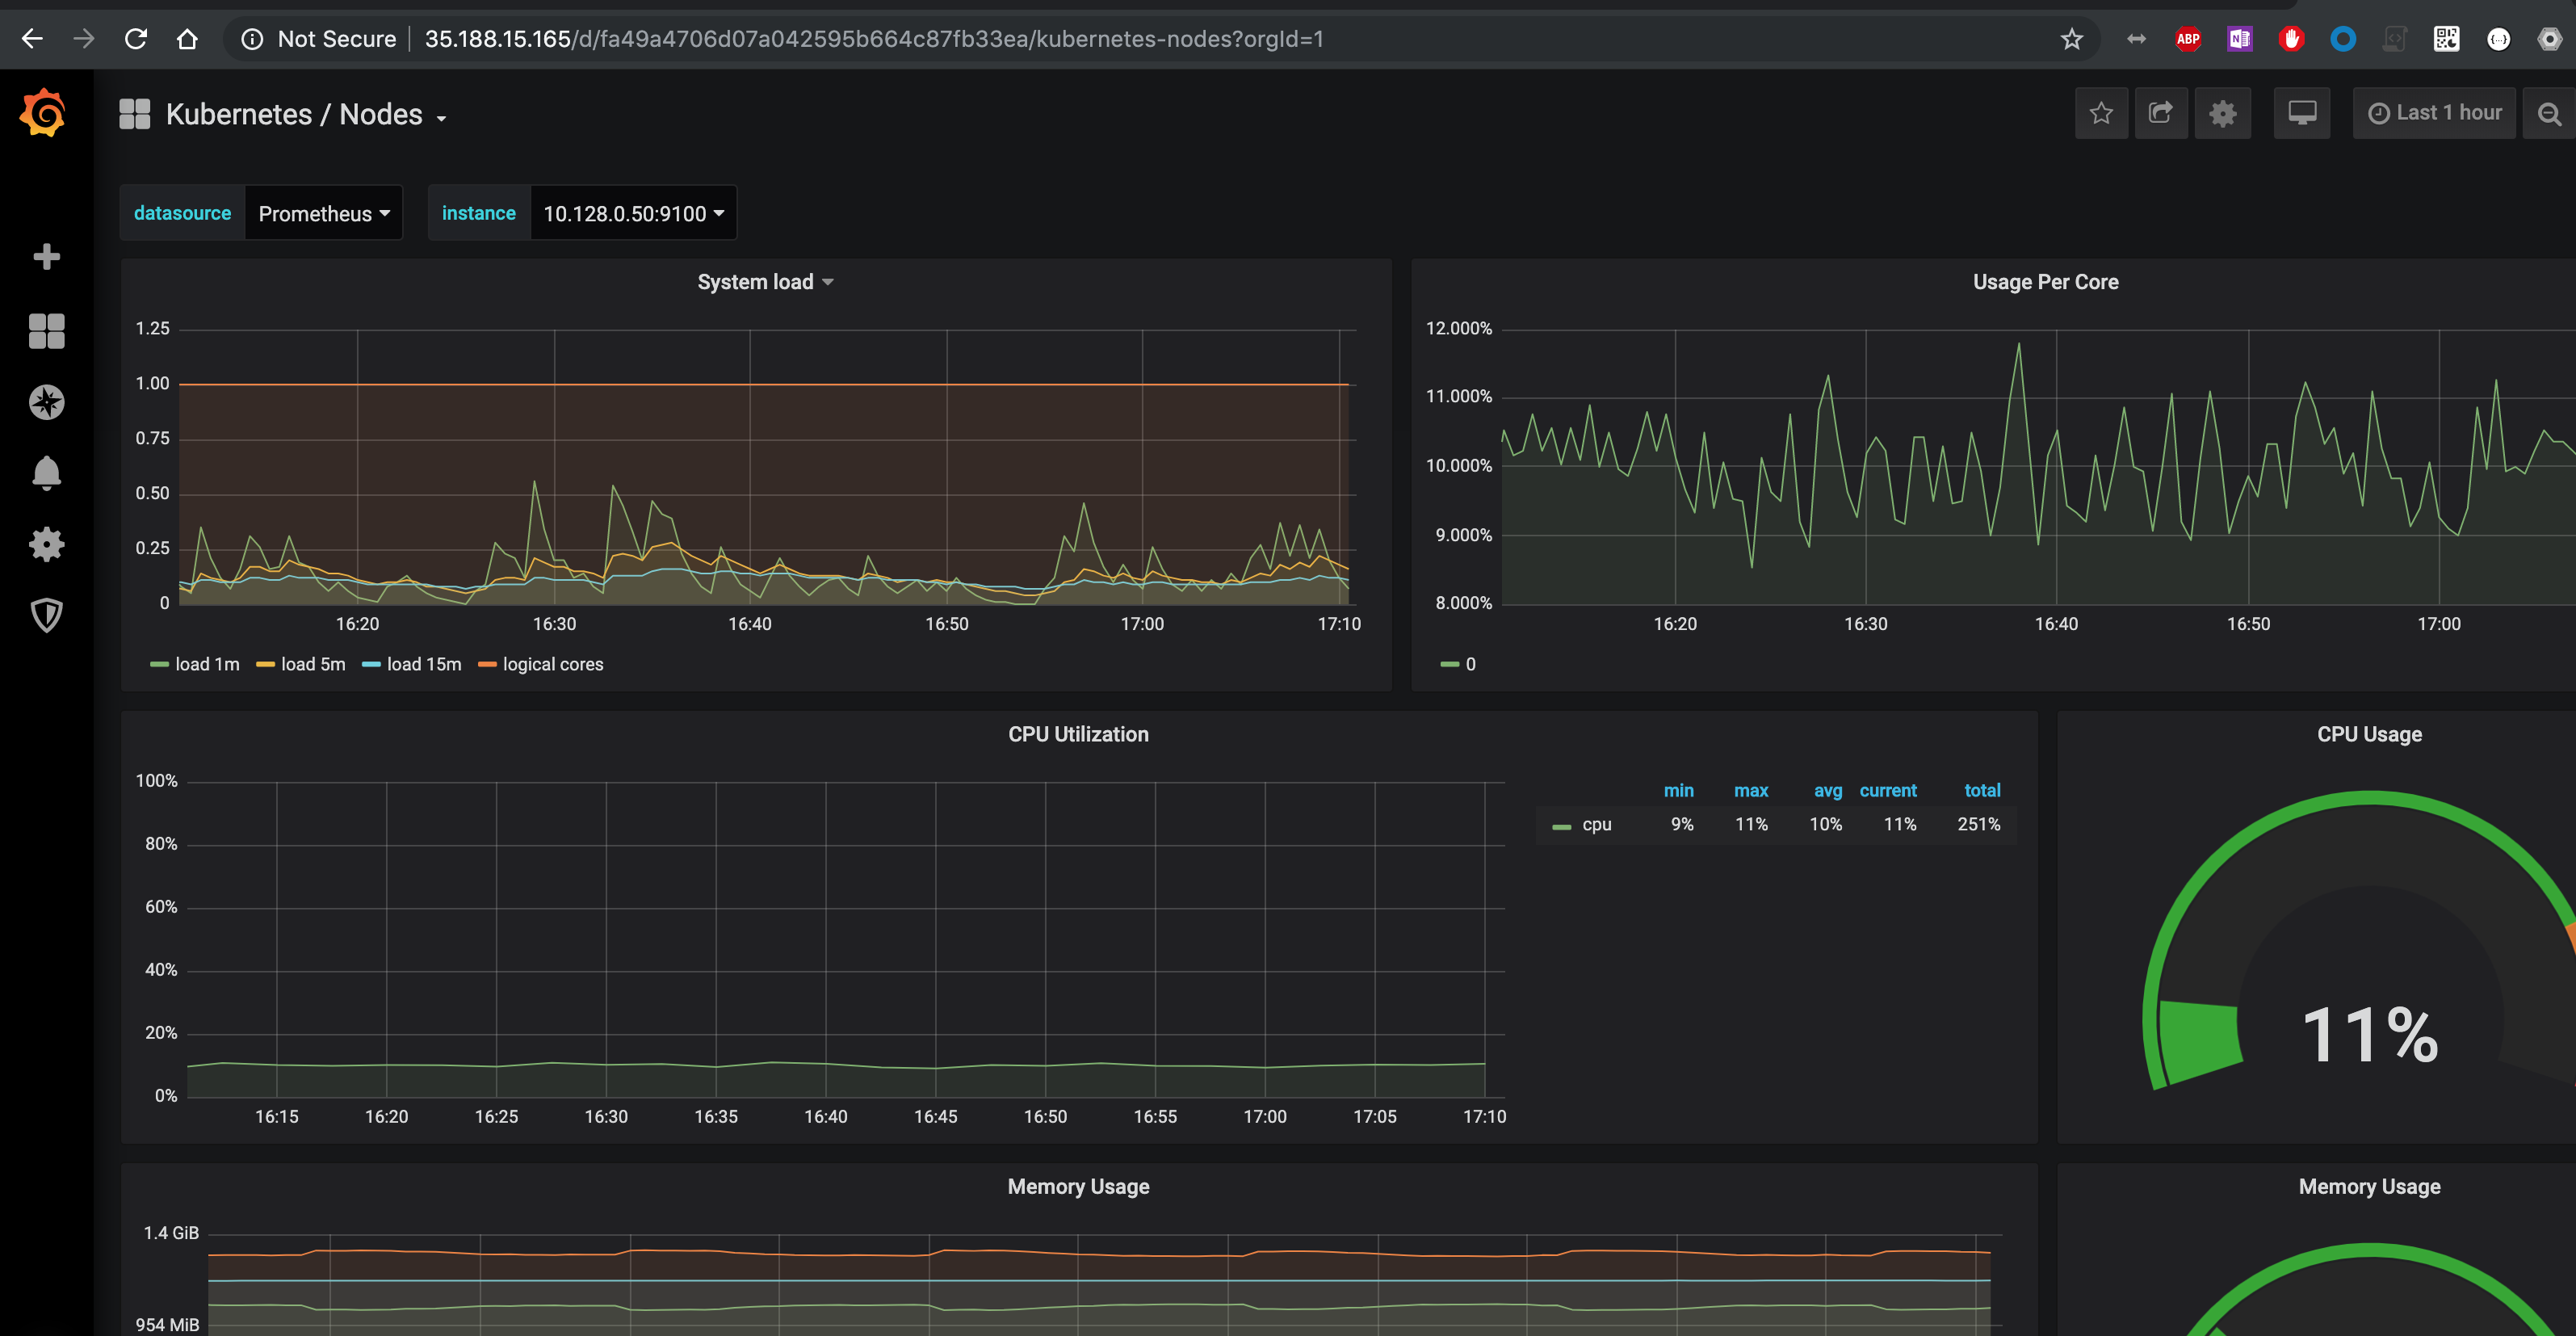 Not Secure 35.188.15.165/d/fa49a4706d07a042595b664c87fb33ea/kubernetes-nodes?orgId=1
ABP
N
{...}
Kubernetes / Nodes
Last 1 hour
datasource Prometheus instance 10.128.0.50:9100
System load
1.25
1.00
0.75
0.50
0.25
0
16:20 16:30 16:40 16:50 17:00 17:10
load 1m load 5m load 15m logical cores
Usage Per Core
12.000%
11.000%
10.000%
9.000%
8.000%
16:20 16:30 16:40 16:50 17:00
0
CPU Utilization
100%
80%
60%
40%
20%
0%
16:15 16:20 16:25 16:30 16:35 16:40 16:45 16:50 16:55 17:00 17:05 17:10
min max avg current total
cpu 9% 11% 10% 11% 251%
CPU Usage
11%
Memory Usage
1.4 GiB
954 MiB
Memory Usage